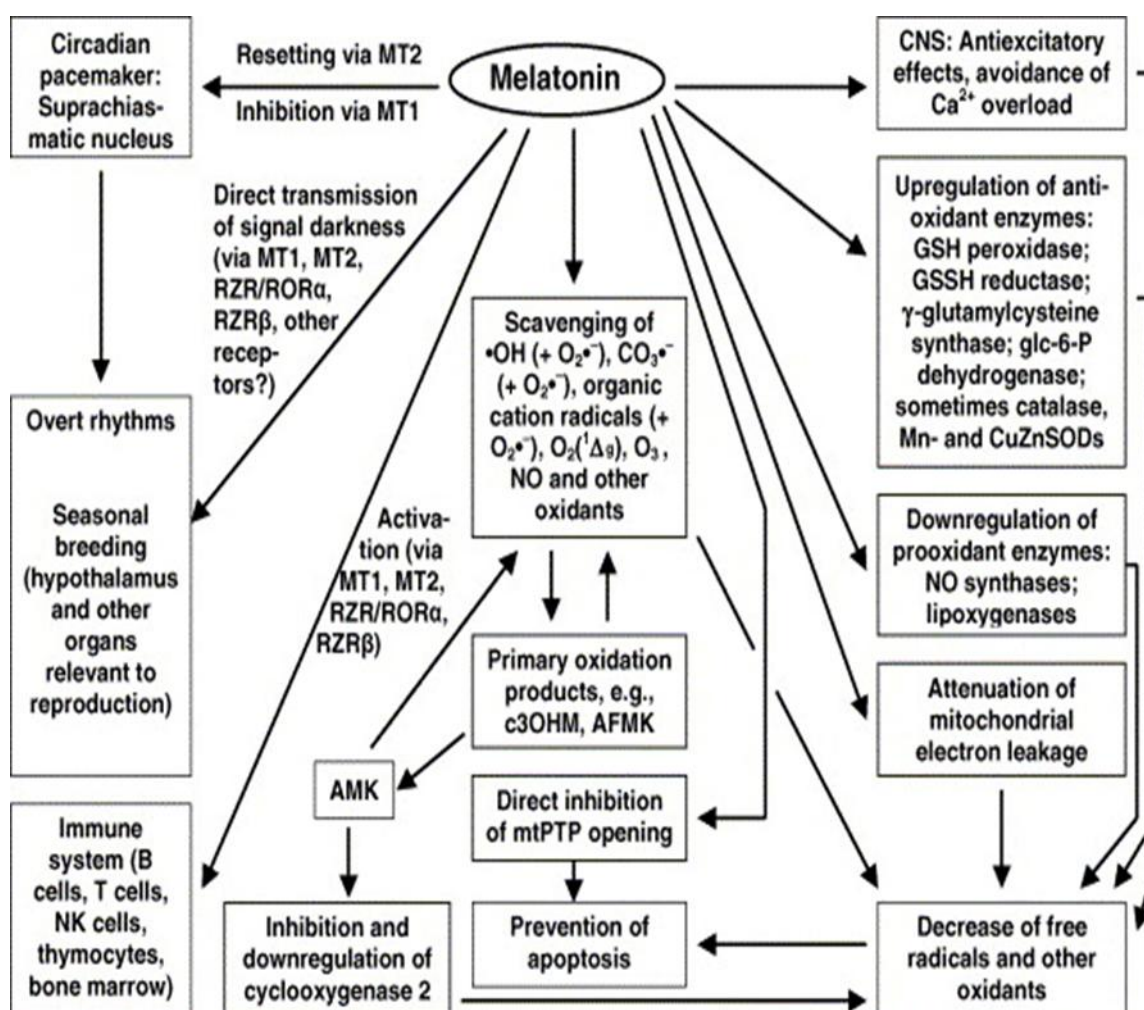 Circadian
pacemaker:
Suprachias-
matic nucleus
Resetting via MT2
Inhibition via MT1
Melatonin
CNS: Antiexcitatory
effects, avoidance of
Ca²⁺ overload
Direct transmission
of signal darkness
(via MT1, MT2,
RZR/RORα,
RZRβ, other
recep-
tors?)
Upregulation of anti-
oxidant enzymes:
GSH peroxidase;
GSSH reductase;
γ-glutamylcysteine
synthase; glc-6-P
dehydrogenase;
sometimes catalase,
Mn- and CuZnSODs
Scavenging of
•OH (+ O₂•⁻), CO₃•⁻
(+ O₂•⁻), organic
cation radicals (+
O₂•⁻), O₂(¹Δg), O₃,
NO and other
oxidants
Overt rhythms
Seasonal
breeding
(hypothalamus
and other
organs
relevant to
reproduction)
Activa-
tion (via
MT1, MT2,
RZR/RORα,
RZRβ)
Downregulation of
prooxidant enzymes:
NO synthases;
lipoxygenases
Primary oxidation
products, e.g.,
c3OHM, AFMK
Attenuation of
mitochondrial
electron leakage
AMK
Direct inhibition
of mtPTP opening
Immune
system (B
cells, T cells,
NK cells,
thymocytes,
bone marrow)
Inhibition and
downregulation of
cyclooxygenase 2
Prevention of
apoptosis
Decrease of free
radicals and other
oxidants